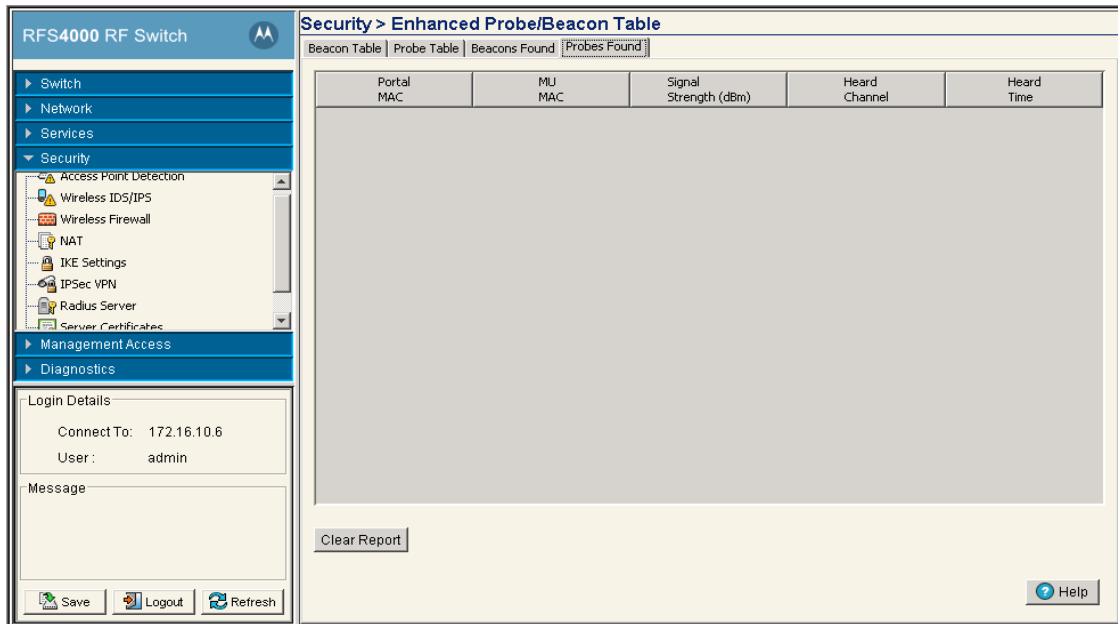 RFS4000 RF Switch
Switch
Network
Services
Security
Access Point Detection
Wireless IDS/IPS
Wireless Firewall
NAT
IKE Settings
IPSec VPN
Radius Server
Server Certificates
Management Access
Diagnostics
Login Details
Connect To: 172.16.10.6
User : admin
Message
Save Logout Refresh
Security > Enhanced Probe/Beacon Table
Beacon Table Probe Table Beacons Found Probes Found
Portal MU Signal Heard Heard
MAC MAC Strength (dBm) Channel Time
Clear Report
Help